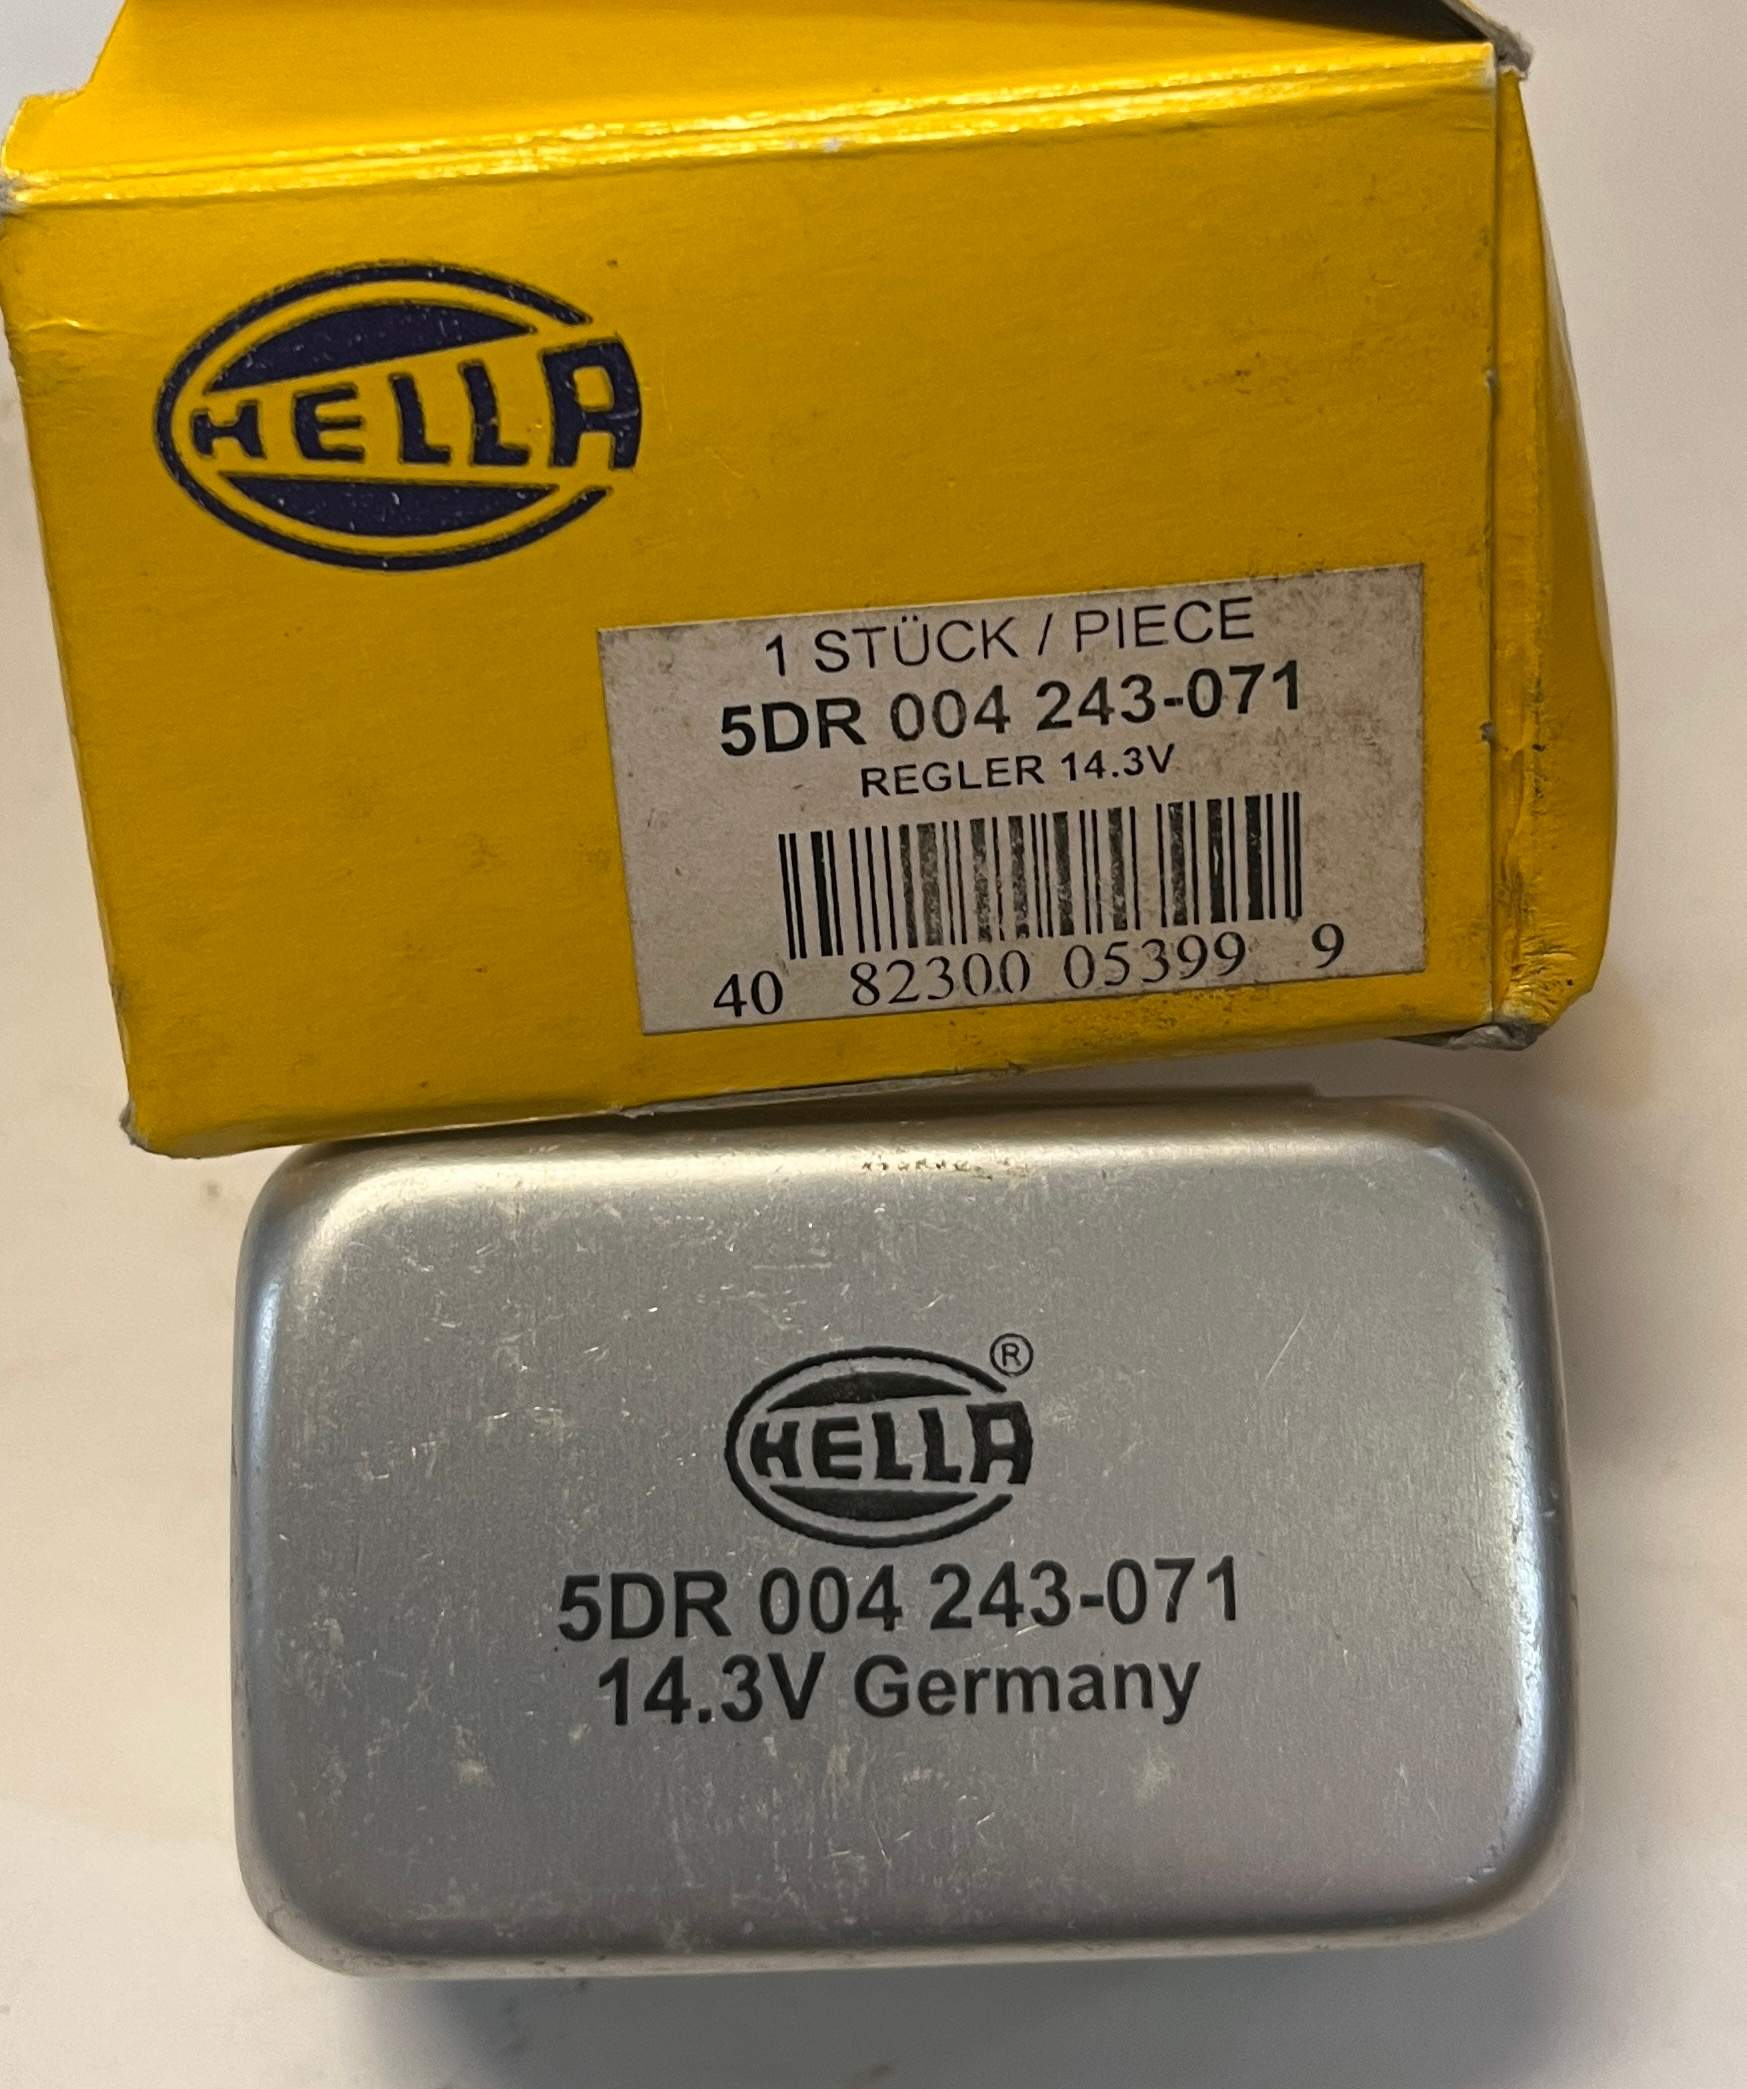 HELLA
1 STÜCK / PIECE
5DR 004 243-071
REGLER 14.3V
40 82300 05399 9
HELLA ®
5DR 004 243-071
14.3V Germany